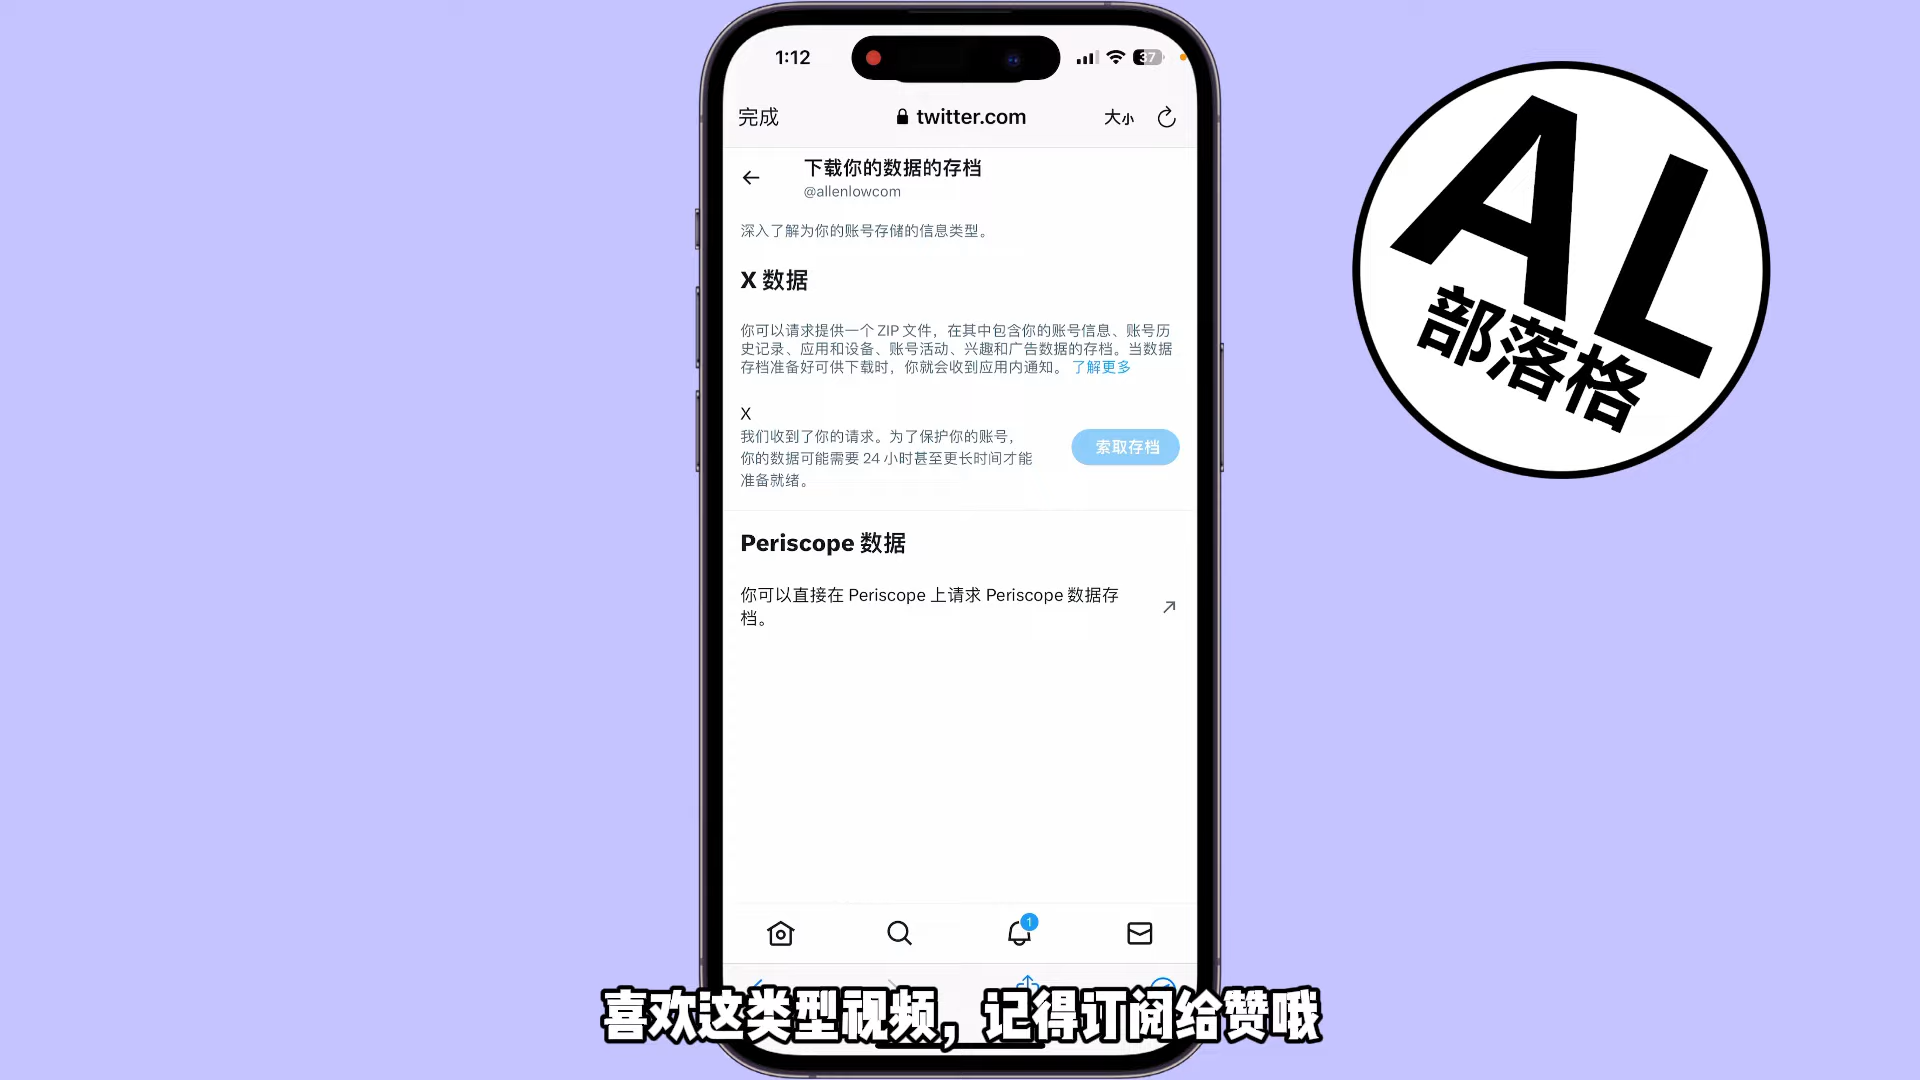 1:12
37
完成
twitter.com
大小
下载你的数据的存档
@allenlowcom
深入了解为你的账号存储的信息类型。
X 数据
你可以请求提供一个 ZIP 文件，在其中包含你的账号信息、账号历
史记录、应用和设备、账号活动、兴趣和广告数据的存档。当数据
存档准备好可供下载时，你就会收到应用内通知。 了解更多
X
我们收到了你的请求。为了保护你的账号，
你的数据可能需要 24 小时甚至更长时间才能
准备就绪。
索取存档
Periscope 数据
你可以直接在 Periscope 上请求 Periscope 数据存
档。
1
喜欢这类型视频，记得订阅给赞哦
AL
部落格